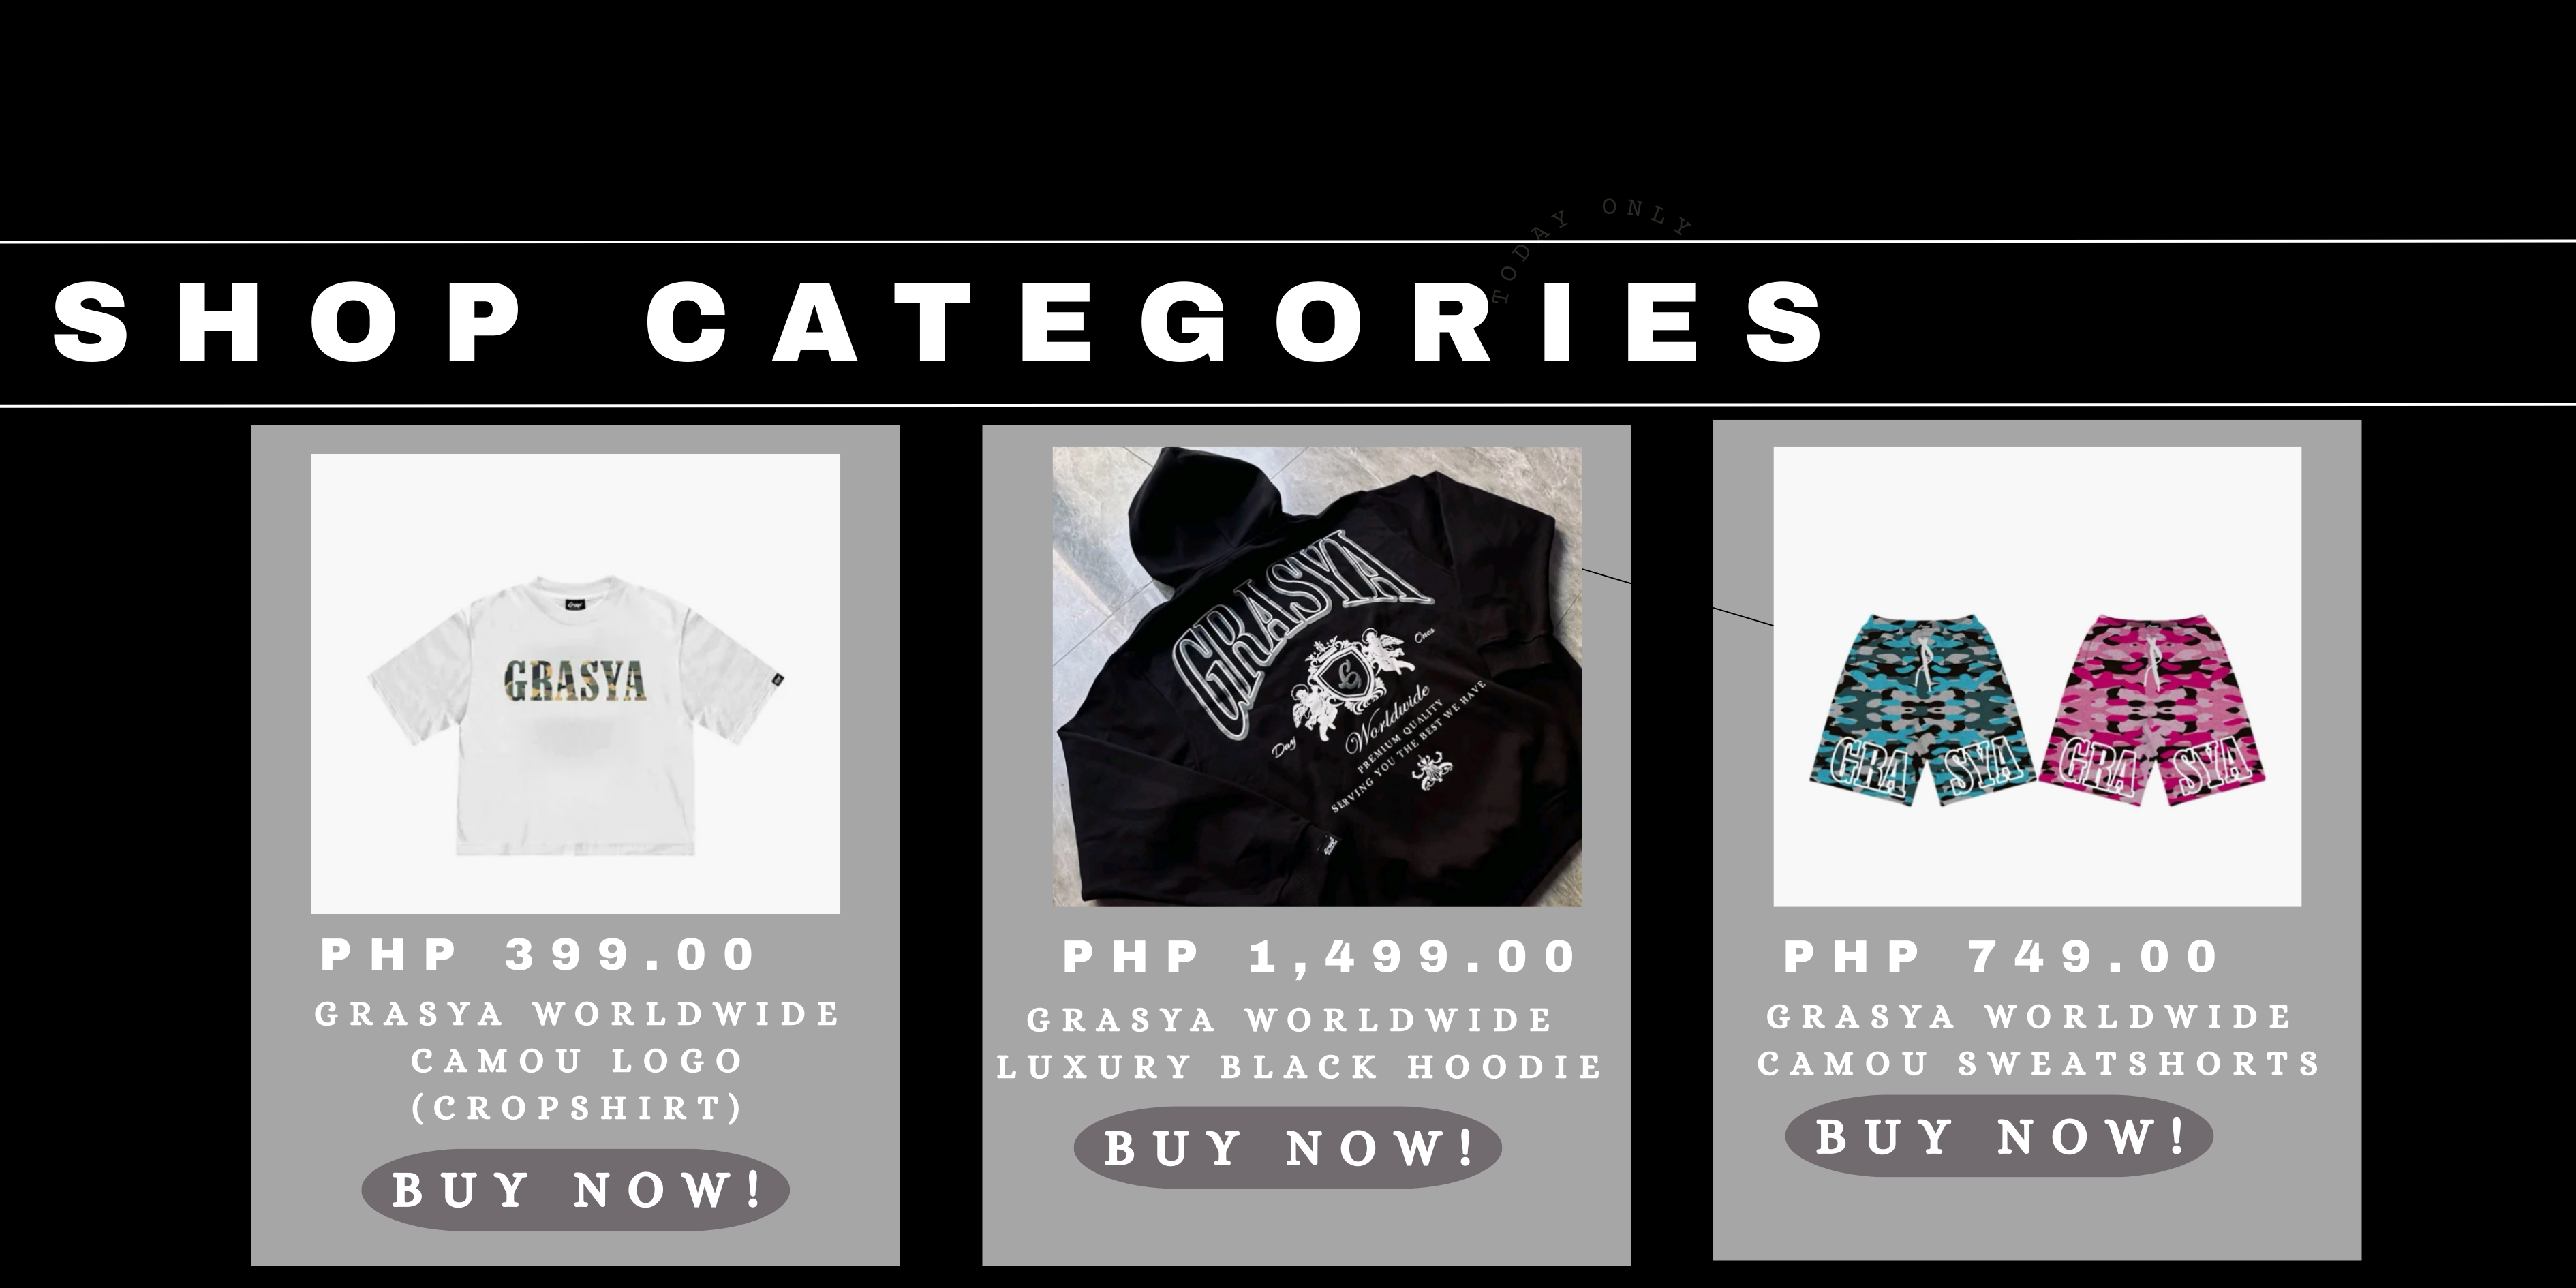 TODAY ONLY
SHOP CATEGORIES
GRASYA
PHP 399.00
GRASYA WORLDWIDE
CAMOU LOGO
(CROPSHIRT)
BUY NOW!
GRASYA
Day Ones
Worldwide
PREMIUM QUALITY
SERVING YOU THE BEST WE HAVE
PHP 1,499.00
GRASYA WORLDWIDE
LUXURY BLACK HOODIE
BUY NOW!
GRA SYA GRA SYA
PHP 749.00
GRASYA WORLDWIDE
CAMOU SWEATSHORTS
BUY NOW!